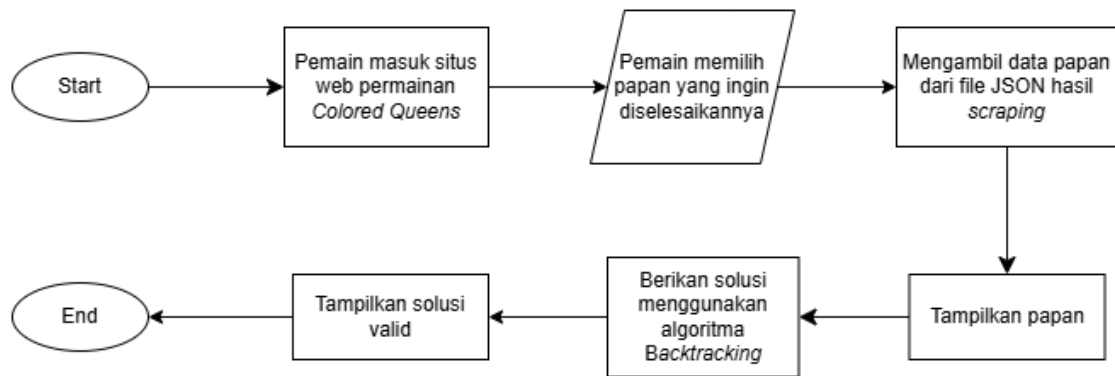 Start
Pemain masuk situs
web permainan
Colored Queens
Pemain memilih
papan yang ingin
diselesaikannya
Mengambil data papan
dari file JSON hasil
scraping
Tampilkan papan
Berikan solusi
menggunakan
algoritma
Backtracking
Tampilkan solusi
valid
End